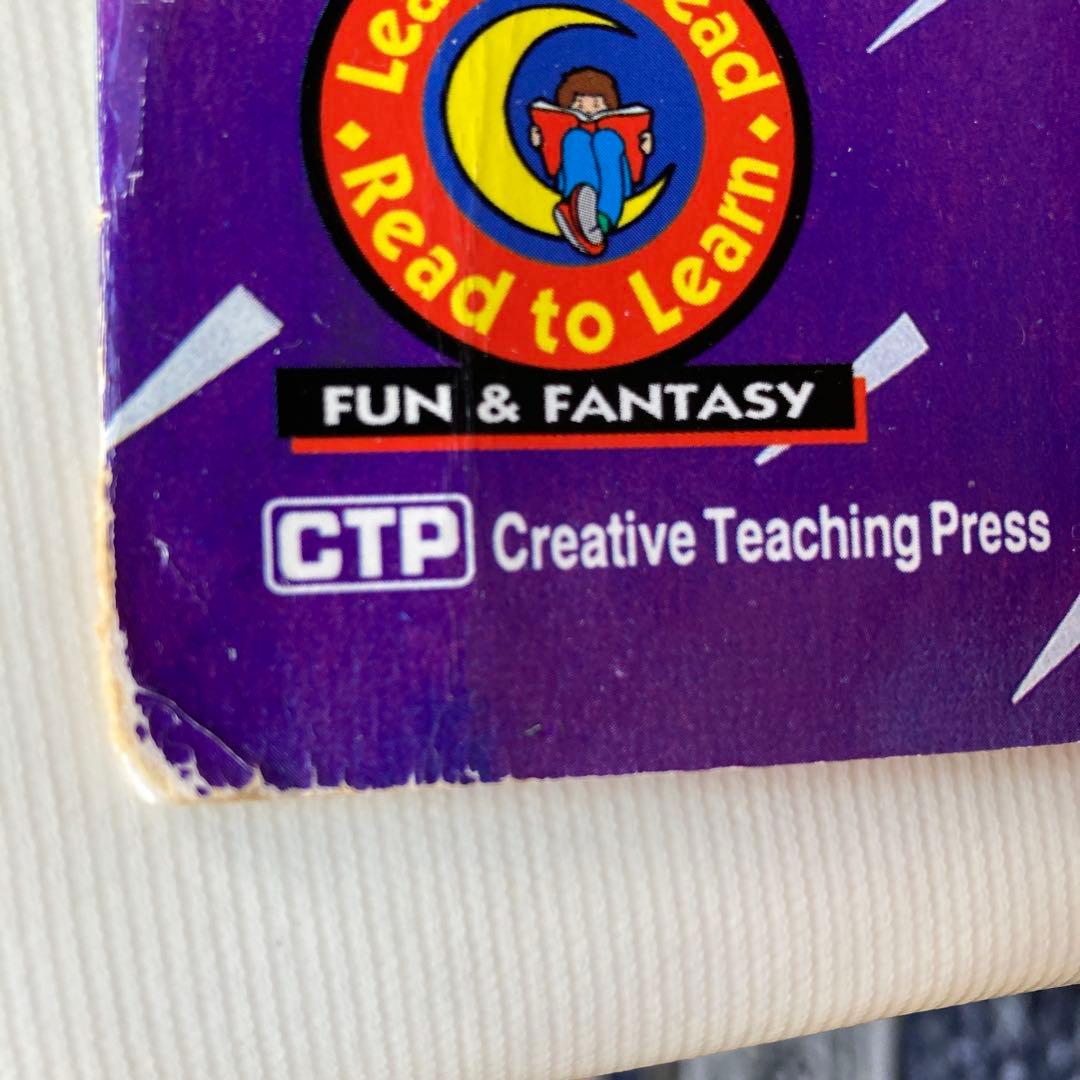 Read to Learn
FUN & FANTASY
CTP Creative Teaching Press